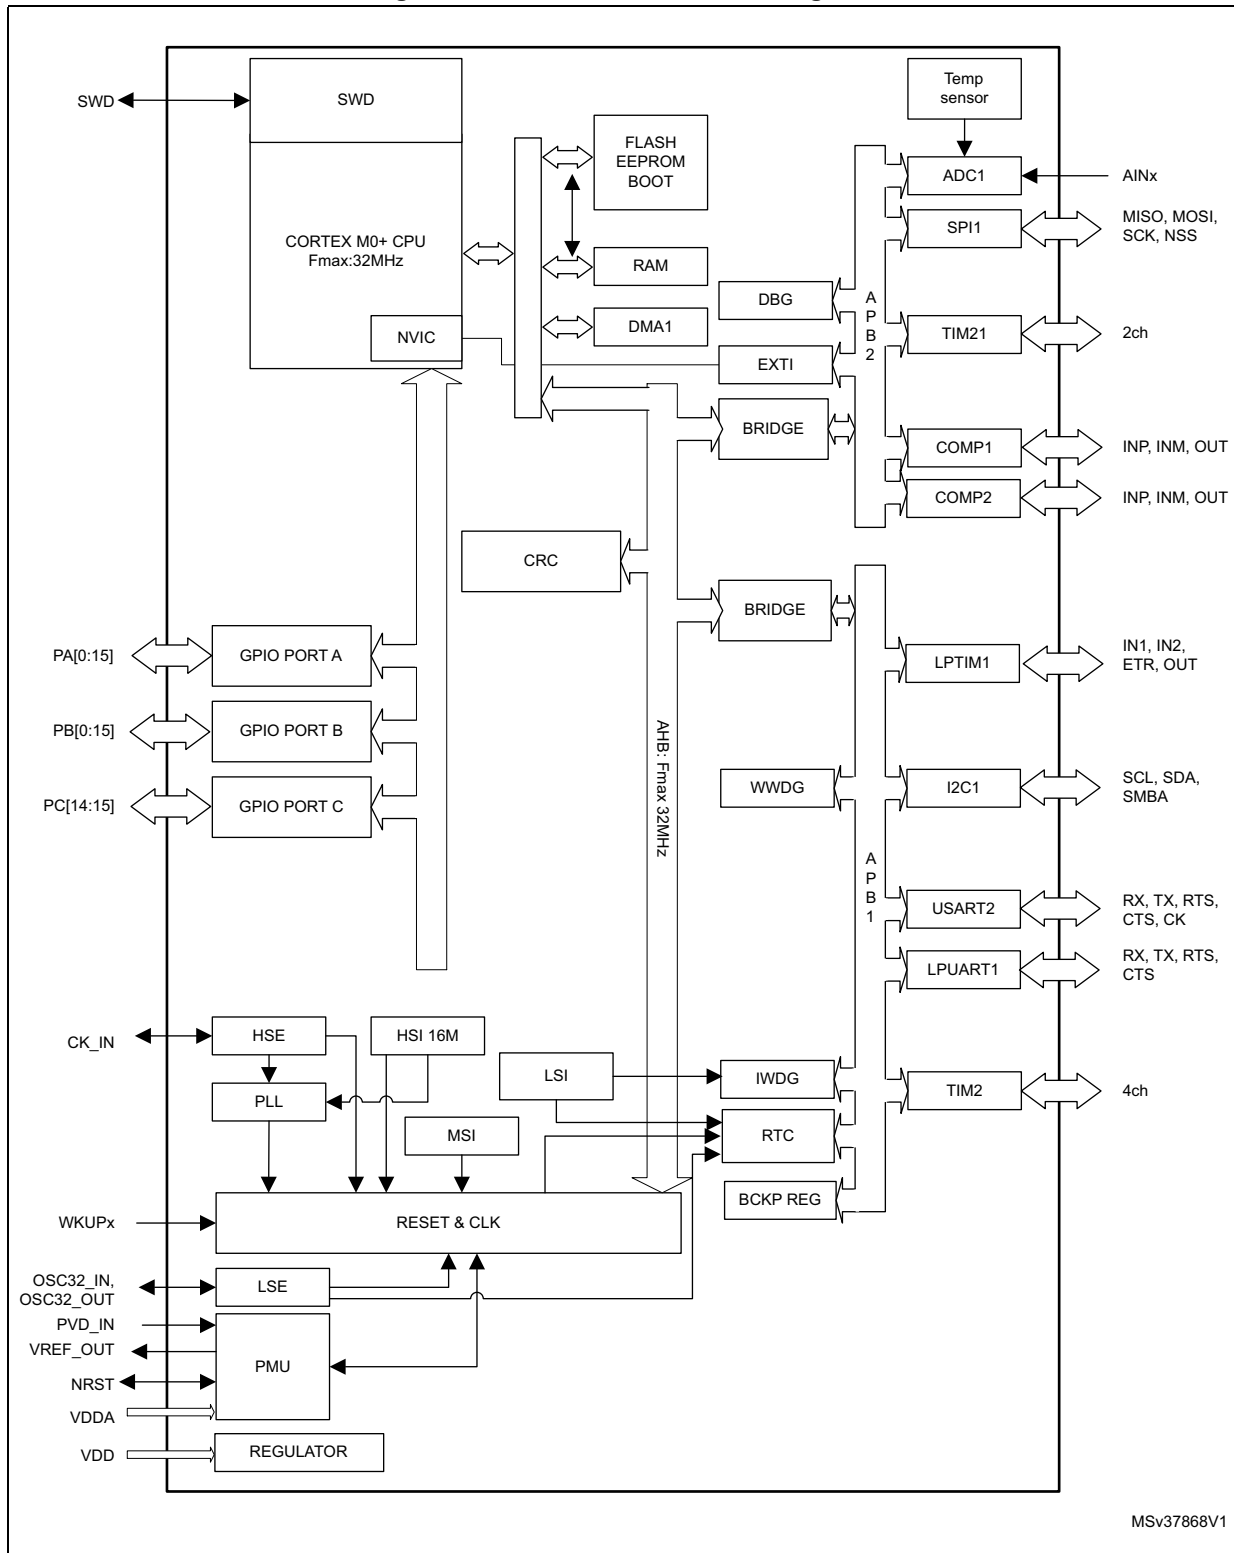 SWD
SWD
Temp
sensor
FLASH
EEPROM
BOOT
ADC1
AINx
SPI1
MISO, MOSI,
SCK, NSS
CORTEX M0+ CPU
Fmax:32MHz
RAM
DBG
A
P
B
2
NVIC
DMA1
TIM21
2ch
EXTI
BRIDGE
COMP1
INP, INM, OUT
COMP2
INP, INM, OUT
CRC
BRIDGE
PA[0:15]
GPIO PORT A
LPTIM1
IN1, IN2,
ETR, OUT
PB[0:15]
GPIO PORT B
AHB: Fmax 32MHz
PC[14:15]
GPIO PORT C
WWDG
I2C1
SCL, SDA,
SMBA
A
P
B
1
USART2
RX, TX, RTS,
CTS, CK
LPUART1
RX, TX, RTS,
CTS
CK_IN
HSE
HSI 16M
LSI
IWDG
TIM2
4ch
PLL
MSI
RTC
BCKP REG
WKUPx
RESET & CLK
OSC32_IN,
OSC32_OUT
LSE
PVD_IN
VREF_OUT
PMU
NRST
VDDA
VDD
REGULATOR
MSv37868V1